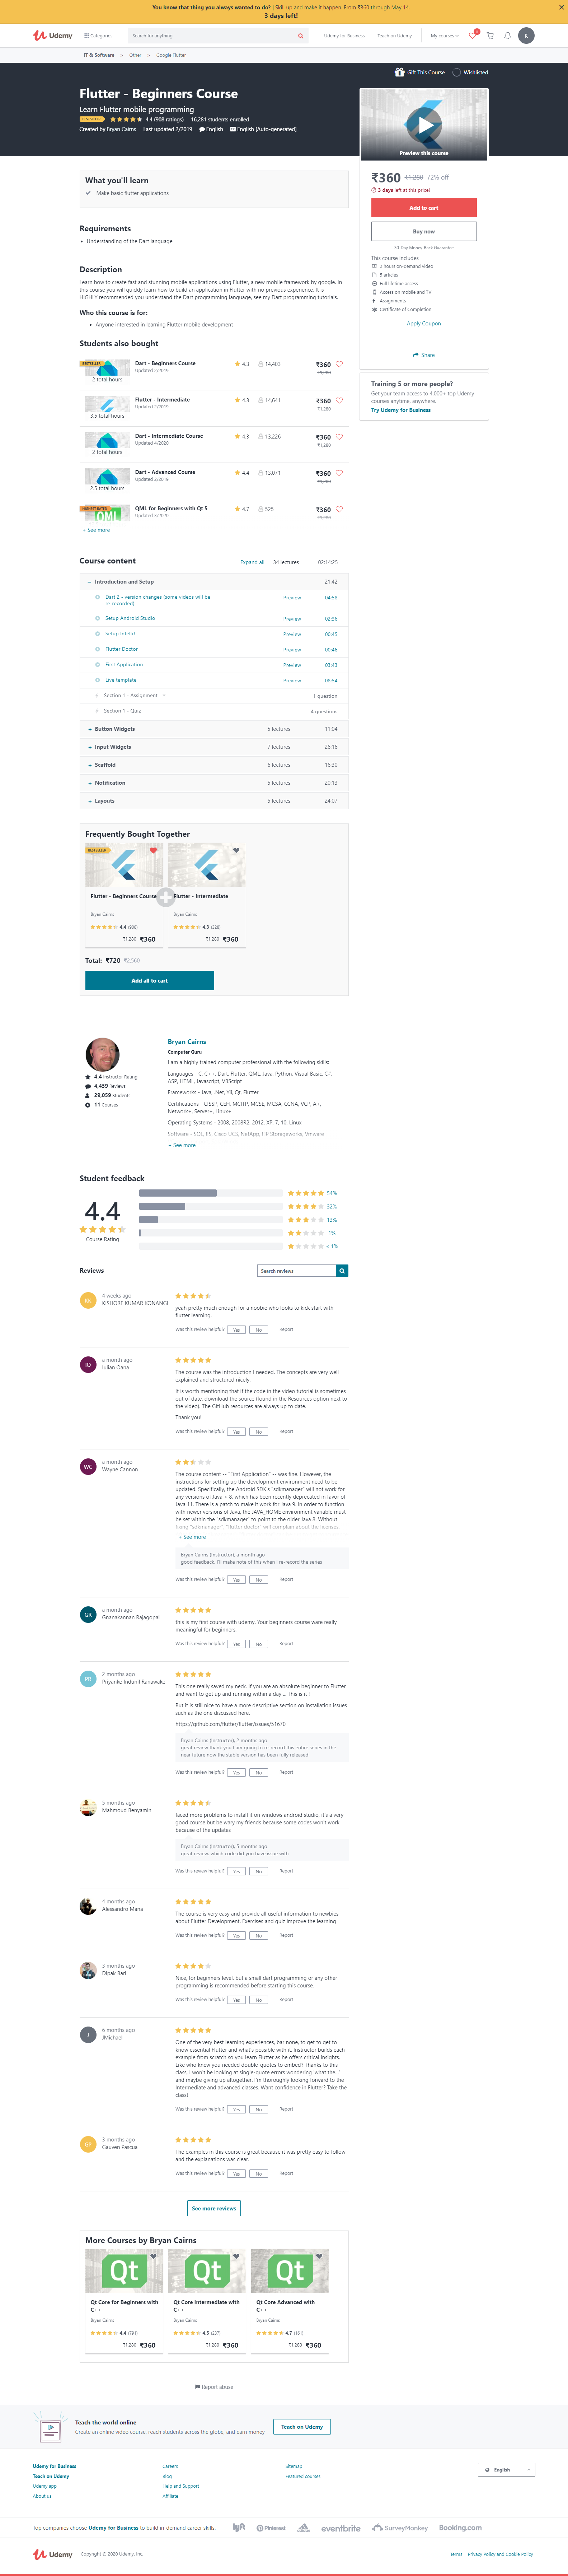 You know that thing you always wanted to do? | Skill up and make it happen. From ₹360 through May 14.
3 days left!
Udemy
Categories
Search for anything
Udemy for Business
Teach on Udemy
My courses
IT & Software > Other > Google Flutter
Gift This Course
Wishlisted
Flutter - Beginners Course
Learn Flutter mobile programming
BESTSELLER 4.4 (908 ratings) 16,281 students enrolled
Created by Bryan Cairns Last updated 2/2019 English English [Auto-generated]
Preview this course
₹360 ₹1,280 72% off
3 days left at this price!
Add to cart
Buy now
30-Day Money-Back Guarantee
This course includes
2 hours on-demand video
5 articles
Full lifetime access
Access on mobile and TV
Assignments
Certificate of Completion
Apply Coupon
Share
Training 5 or more people?
Get your team access to 4,000+ top Udemy
courses anytime, anywhere.
Try Udemy for Business
What you'll learn
Make basic flutter applications
Requirements
Understanding of the Dart language
Description
Learn how to create fast and stunning mobile applications using Flutter, a new mobile framework by google. In
this course you will quickly learn how to build an application in Flutter with no previous experience. It is
HIGHLY recommended you understand the Dart programming language, see my Dart programming tutorials.
Who this course is for:
Anyone interested in learning Flutter mobile development
Students also bought
BESTSELLER
Dart - Beginners Course 4.3 14,403 ₹360
Updated 2/2019 ₹1,280
2 total hours
Flutter - Intermediate 4.3 14,641 ₹360
Updated 2/2019 ₹1,280
3.5 total hours
Dart - Intermediate Course 4.3 13,226 ₹360
Updated 4/2020 ₹1,280
2 total hours
Dart - Advanced Course 4.4 13,071 ₹360
Updated 2/2019 ₹1,280
2.5 total hours
HIGHEST RATED
QML for Beginners with Qt 5 4.7 525 ₹360
QML
+ See more
Course content Expand all 34 lectures 02:14:25
Introduction and Setup 21:42
Dart 2 - version changes (some videos will be
re-recorded) Preview 04:58
Setup Android Studio Preview 02:36
Setup IntelliJ Preview 00:45
Flutter Doctor Preview 00:46
First Application Preview 03:43
Live template Preview 08:54
Section 1 - Assignment 1 question
Section 1 - Quiz 4 questions
+ Button Widgets 5 lectures 11:04
+ Input Widgets 7 lectures 26:16
+ Scaffold 6 lectures 16:30
+ Notification 5 lectures 20:13
+ Layouts 5 lectures 24:07
Frequently Bought Together
BESTSELLER
Flutter - Beginners Course
Bryan Cairns
4.4 (908)
₹1,280 ₹360
Flutter - Intermediate
Bryan Cairns
4.3 (328)
₹1,280 ₹360
Total: ₹720 ₹2,560
Add all to cart
4.4 Instructor Rating
4,459 Reviews
29,059 Students
11 Courses
Bryan Cairns
Computer Guru
I am a highly trained computer professional with the following skills:
Languages - C, C++, Dart, Flutter, QML, Java, Python, Visual Basic, C#,
ASP, HTML, Javascript, VBScript
Frameworks - Java, .Net, Yii, Qt, Flutter
Certifications - CISSP, CEH, MCITP, MCSE, MCSA, CCNA, VCP, A+,
Network+, Server+, Linux+
Operating Systems - 2008, 2008R2, 2012, XP, 7, 10, Linux
Software - SQL, IIS, Cisco UCS, NetApp, HP Storageworks, Vmware
+ See more
Student feedback
4.4
Course Rating
54%
32%
13%
1%
< 1%
Reviews
Search reviews
KK
4 weeks ago
KISHORE KUMAR KONANGI
yeah pretty much enough for a noobie who looks to kick start with
flutter learning..
Was this review helpful? Yes No Report
IO
a month ago
Iulian Oana
The course was the introduction I needed. The concepts are very well
explained and structured nicely.
It is worth mentioning that if the code in the video tutorial is sometimes
out of date, download the source (found in the Resources option next to
the video). The GitHub resources are always up to date.
Thank you!
Was this review helpful? Yes No Report
WC
a month ago
Wayne Cannon
The course content -- "First Application" -- was fine. However, the
instructions for setting up the development environment need to be
updated. Specifically, the Android SDK's "sdkmanager" will not work for
any versions of Java > 8, which has been recently deprecated in favor of
Java 11. There is a patch to make it work for Java 9. In order to function
with newer versions of Java, the JAVA_HOME environment variable must
be set within the "sdkmanager" to point to the older Java 8. Without
fixing "sdkmanager", "flutter doctor" will complain about the licenses.
+ See more
Bryan Cairns (Instructor), a month ago
good feedback, I'll make note of this when I re-record the series
Was this review helpful? Yes No Report
GR
a month ago
Gnanakannan Rajagopal
this is my first course with udemy. Your beginners course ware really
meaningful for beginners.
Was this review helpful? Yes No Report
PR
2 months ago
Priyanke Indunil Ranawake
This one really saved my neck. If you are an absolute beginner to Flutter
and want to get up and running within a day ... This is it !
But it is still nice to have a more descriptive section on installation issues
such as the one discussed here.
https://github.com/flutter/flutter/issues/51670
Bryan Cairns (Instructor), 2 months ago
great review thank you I am going to re-record this entire series in the
near future now the stable version has been fully released
Was this review helpful? Yes No Report
5 months ago
Mahmoud Benyamin
faced more problems to install it on windows android studio, it's a very
good course but be wary my friends because some codes won't work
because of the updates
Bryan Cairns (Instructor), 5 months ago
great review, which code did you have issue with
Was this review helpful? Yes No Report
4 months ago
Alessandro Mana
The course is very easy and provide all useful information to newbies
about Flutter Development. Exercises and quiz improve the learning
Was this review helpful? Yes No Report
3 months ago
Dipak Bari
Nice, for beginners level, but a small start programming or any other
programming is recommended before starting this course.
Was this review helpful? Yes No Report
J
6 months ago
JMichael
One of the very best learning experiences, bar none, to get to get to
know essential Flutter and what's possible with it. Instructor builds each
example from scratch so you learn Flutter as he offers critical insights.
Like who knew you needed double-quotes to embed? Thanks to this
class, I won't be looking at single-quote errors wondering 'what the...'
and maybe giving up altogether. I'm throughly looking forward to the
intermediate and advanced classes. Want confidence in Flutter? Take the
class!
Was this review helpful? Yes No Report
GP
3 months ago
Gauven Pascua
The examples in this course is great because it was pretty easy to follow
and the explanations was clear.
Was this review helpful? Yes No Report
See more reviews
More Courses by Bryan Cairns
Qt
Qt Core for Beginners with
C++
Bryan Cairns
4.4 (791)
₹1,280 ₹360
Qt
Qt Core Intermediate with
C++
Bryan Cairns
4.5 (237)
₹1,280 ₹360
Qt
Qt Core Advanced with
C++
Bryan Cairns
4.7 (161)
₹1,280 ₹360
Report abuse
Teach the world online
Create an online video course, reach students across the globe, and earn money
Teach on Udemy
Udemy for Business
Teach on Udemy
Udemy app
About us
Careers
Blog
Help and Support
Affiliate
Sitemap
Featured courses
English
Top companies choose Udemy for Business to build in-demand career skills.
lyft
Pinterest
adidas
eventbrite
SurveyMonkey
Booking.com
Udemy
Copyright © 2020 Udemy, Inc.
Terms
Privacy Policy and Cookie Policy